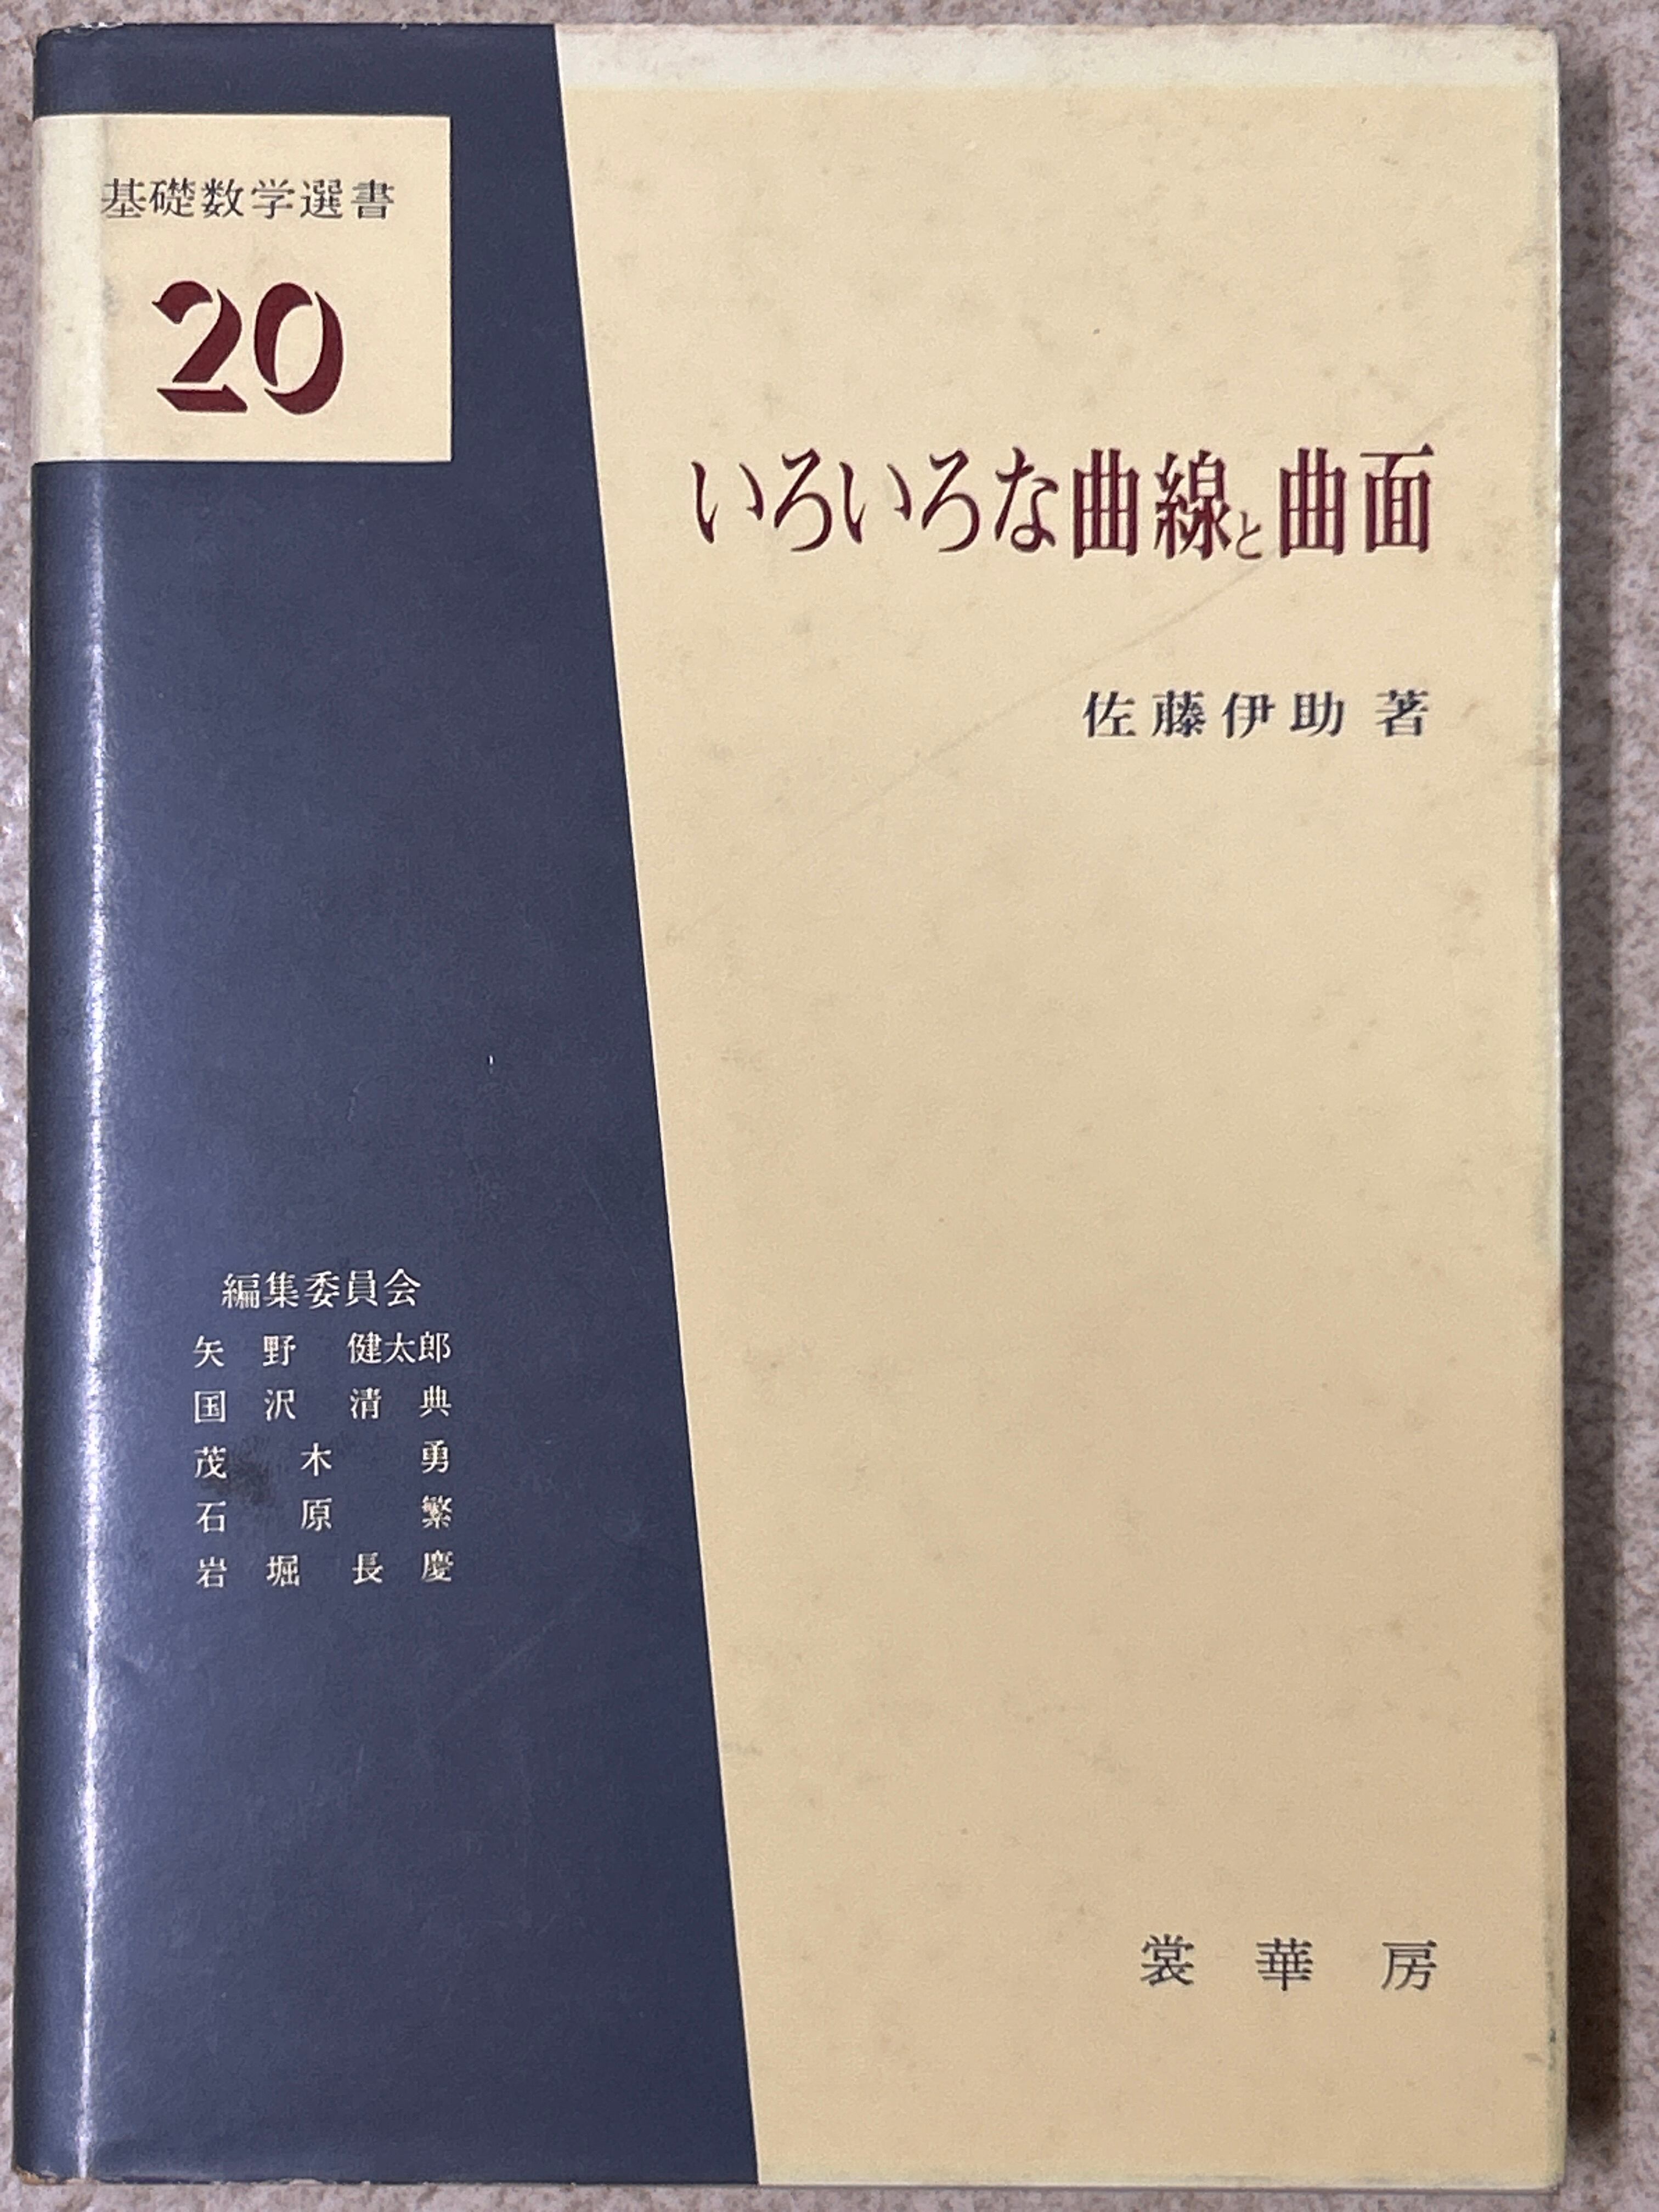 基礎数学選書
20
いろいろな曲線と曲面
佐藤伊助 著
編集委員会
矢野 健太郎
国沢 清典
茂木 勇
石原 繁
岩堀 長慶
裳華房